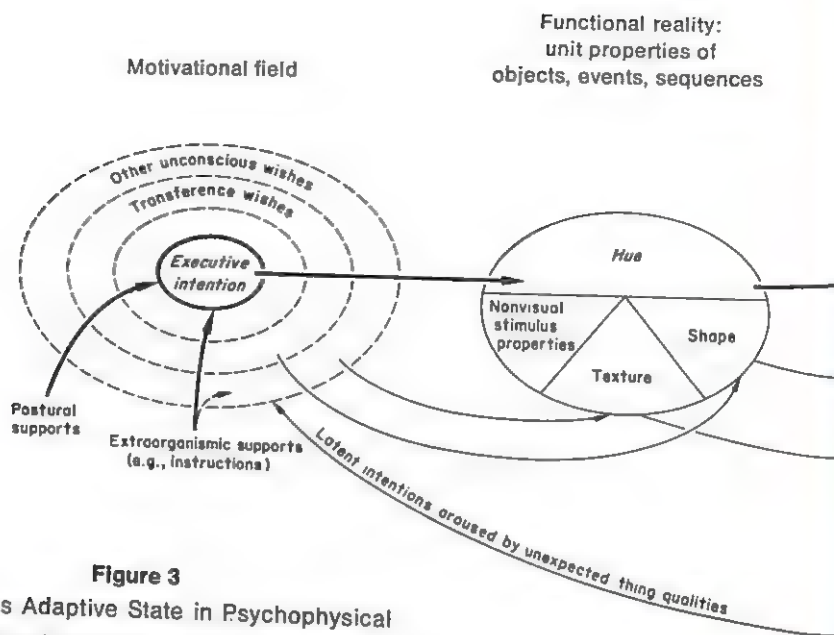 Functional reality:
unit properties of
objects, events, sequences
Motivational field
Other unconscious wishes
Transference wishes
Executive
intention
Hue
Nonvisual
stimulus
properties
Shape
Texture
Postural
supports
Extraorganismic supports
(e.g., instructions)
Latent intentions aroused by unexpected thing qualities
Figure 3
s Adaptive State in Psychophysical